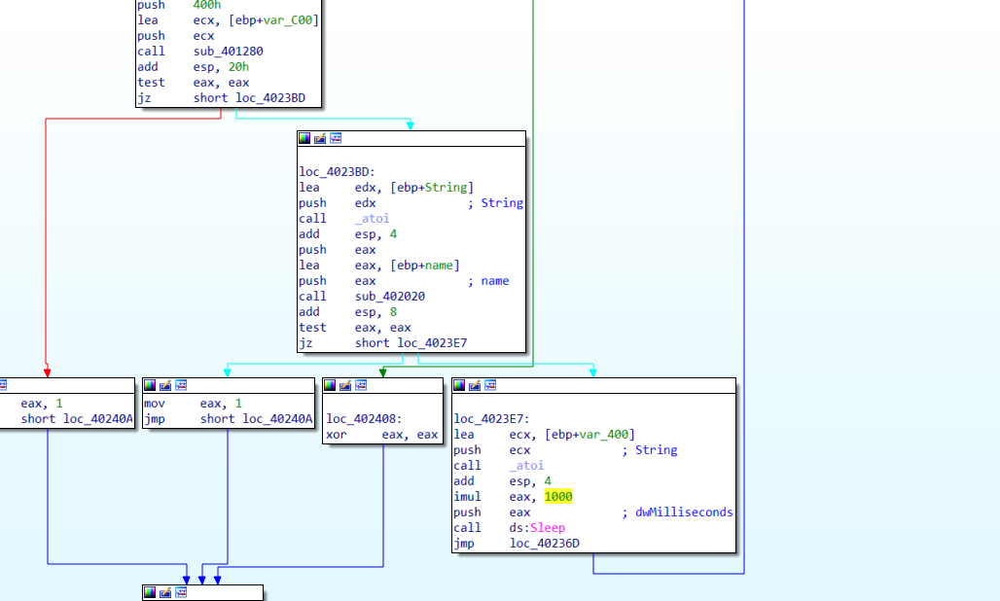 push 400h
lea ecx, [ebp+var_C00]
push ecx
call sub_401280
add esp, 20h
test eax, eax
jz short loc_4023BD
loc_4023BD:
lea edx, [ebp+String]
push edx ; String
call _atoi
add esp, 4
push eax
lea eax, [ebp+name]
push eax ; name
call sub_402020
add esp, 8
test eax, eax
jz short loc_4023E7
eax, 1
short loc_40240A
mov eax, 1
jmp short loc_40240A
loc_402408:
xor eax, eax
loc_4023E7:
lea ecx, [ebp+var_400]
push ecx ; String
call _atoi
add esp, 4
imul eax, 1000
push eax ; dwMilliseconds
call ds:Sleep
jmp loc_40236D